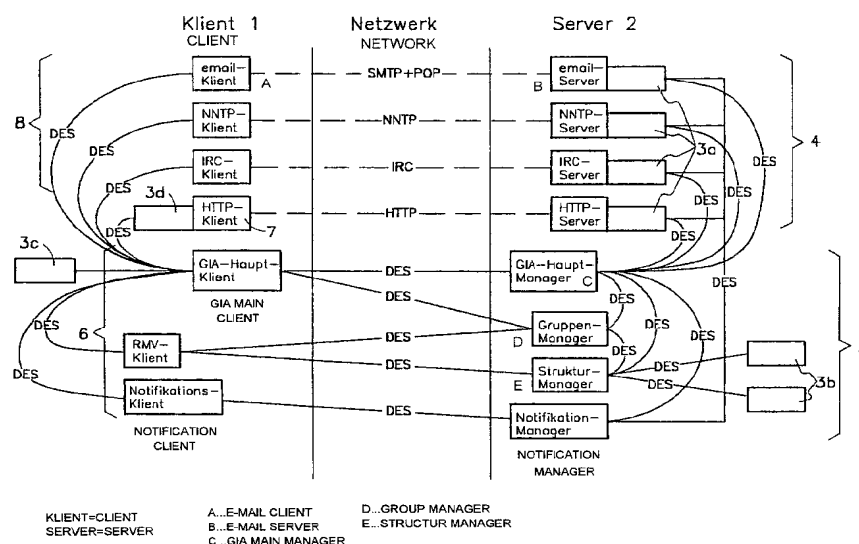 Klient 1
CLIENT
Netzwerk
NETWORK
Server 2
email-
Klient
A
SMTP+POP
B
email-
Server
8
DES
NNTP-
Klient
NNTP
NNTP-
Server
3a
4
DES
IRC-
Klient
IRC
IRC-
Server
DES
DES
DES
DES
3d
HTTP-
Klient
7
HTTP
HTTP-
Server
DES
DES
3c
GIA-Haupt-
Klient
DES
GIA-Haupt-
Manager
C
DES
GIA MAIN
CLIENT
DES
DES
DES
6
RMV-
Klient
DES
D
Gruppen-
Manager
DES
DES
DES
DES
E
Struktur-
Manager
DES
DES
DES
3b
DES
Notifikations-
Klient
DES
Notifikation-
Manager
NOTIFICATION
CLIENT
NOTIFICATION
MANAGER
KLIENT=CLIENT
SERVER=SERVER
A...E-MAIL CLIENT
B...E-MAIL SERVER
C...GIA MAIN MANAGER
D...GROUP MANAGER
E...STRUCTUR MANAGER